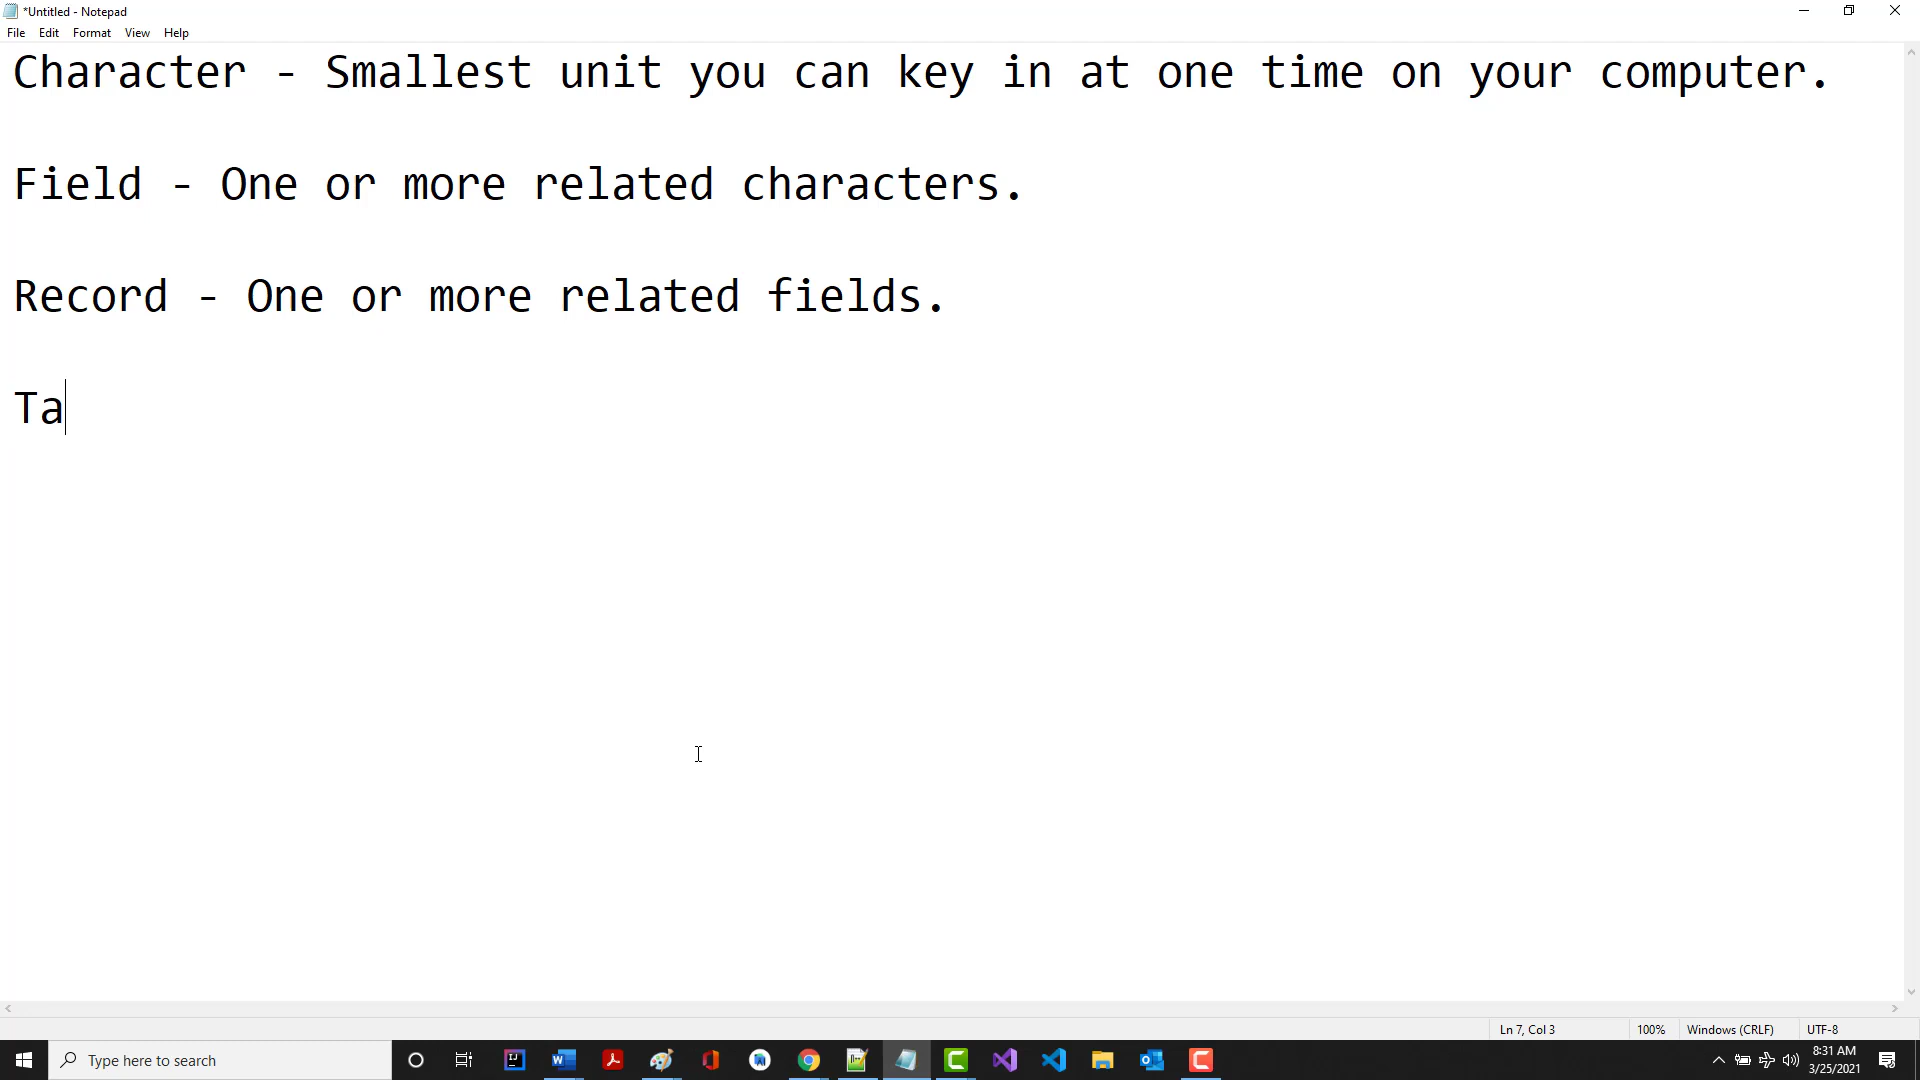 *Untitled - Notepad
File Edit Format View Help
Character - Smallest unit you can key in at one time on your computer.
Field - One or more related characters.
Record - One or more related fields.
Ta
Ln 7, Col 3 100% Windows (CRLF) UTF-8
Type here to search
8:31 AM
3/25/2021